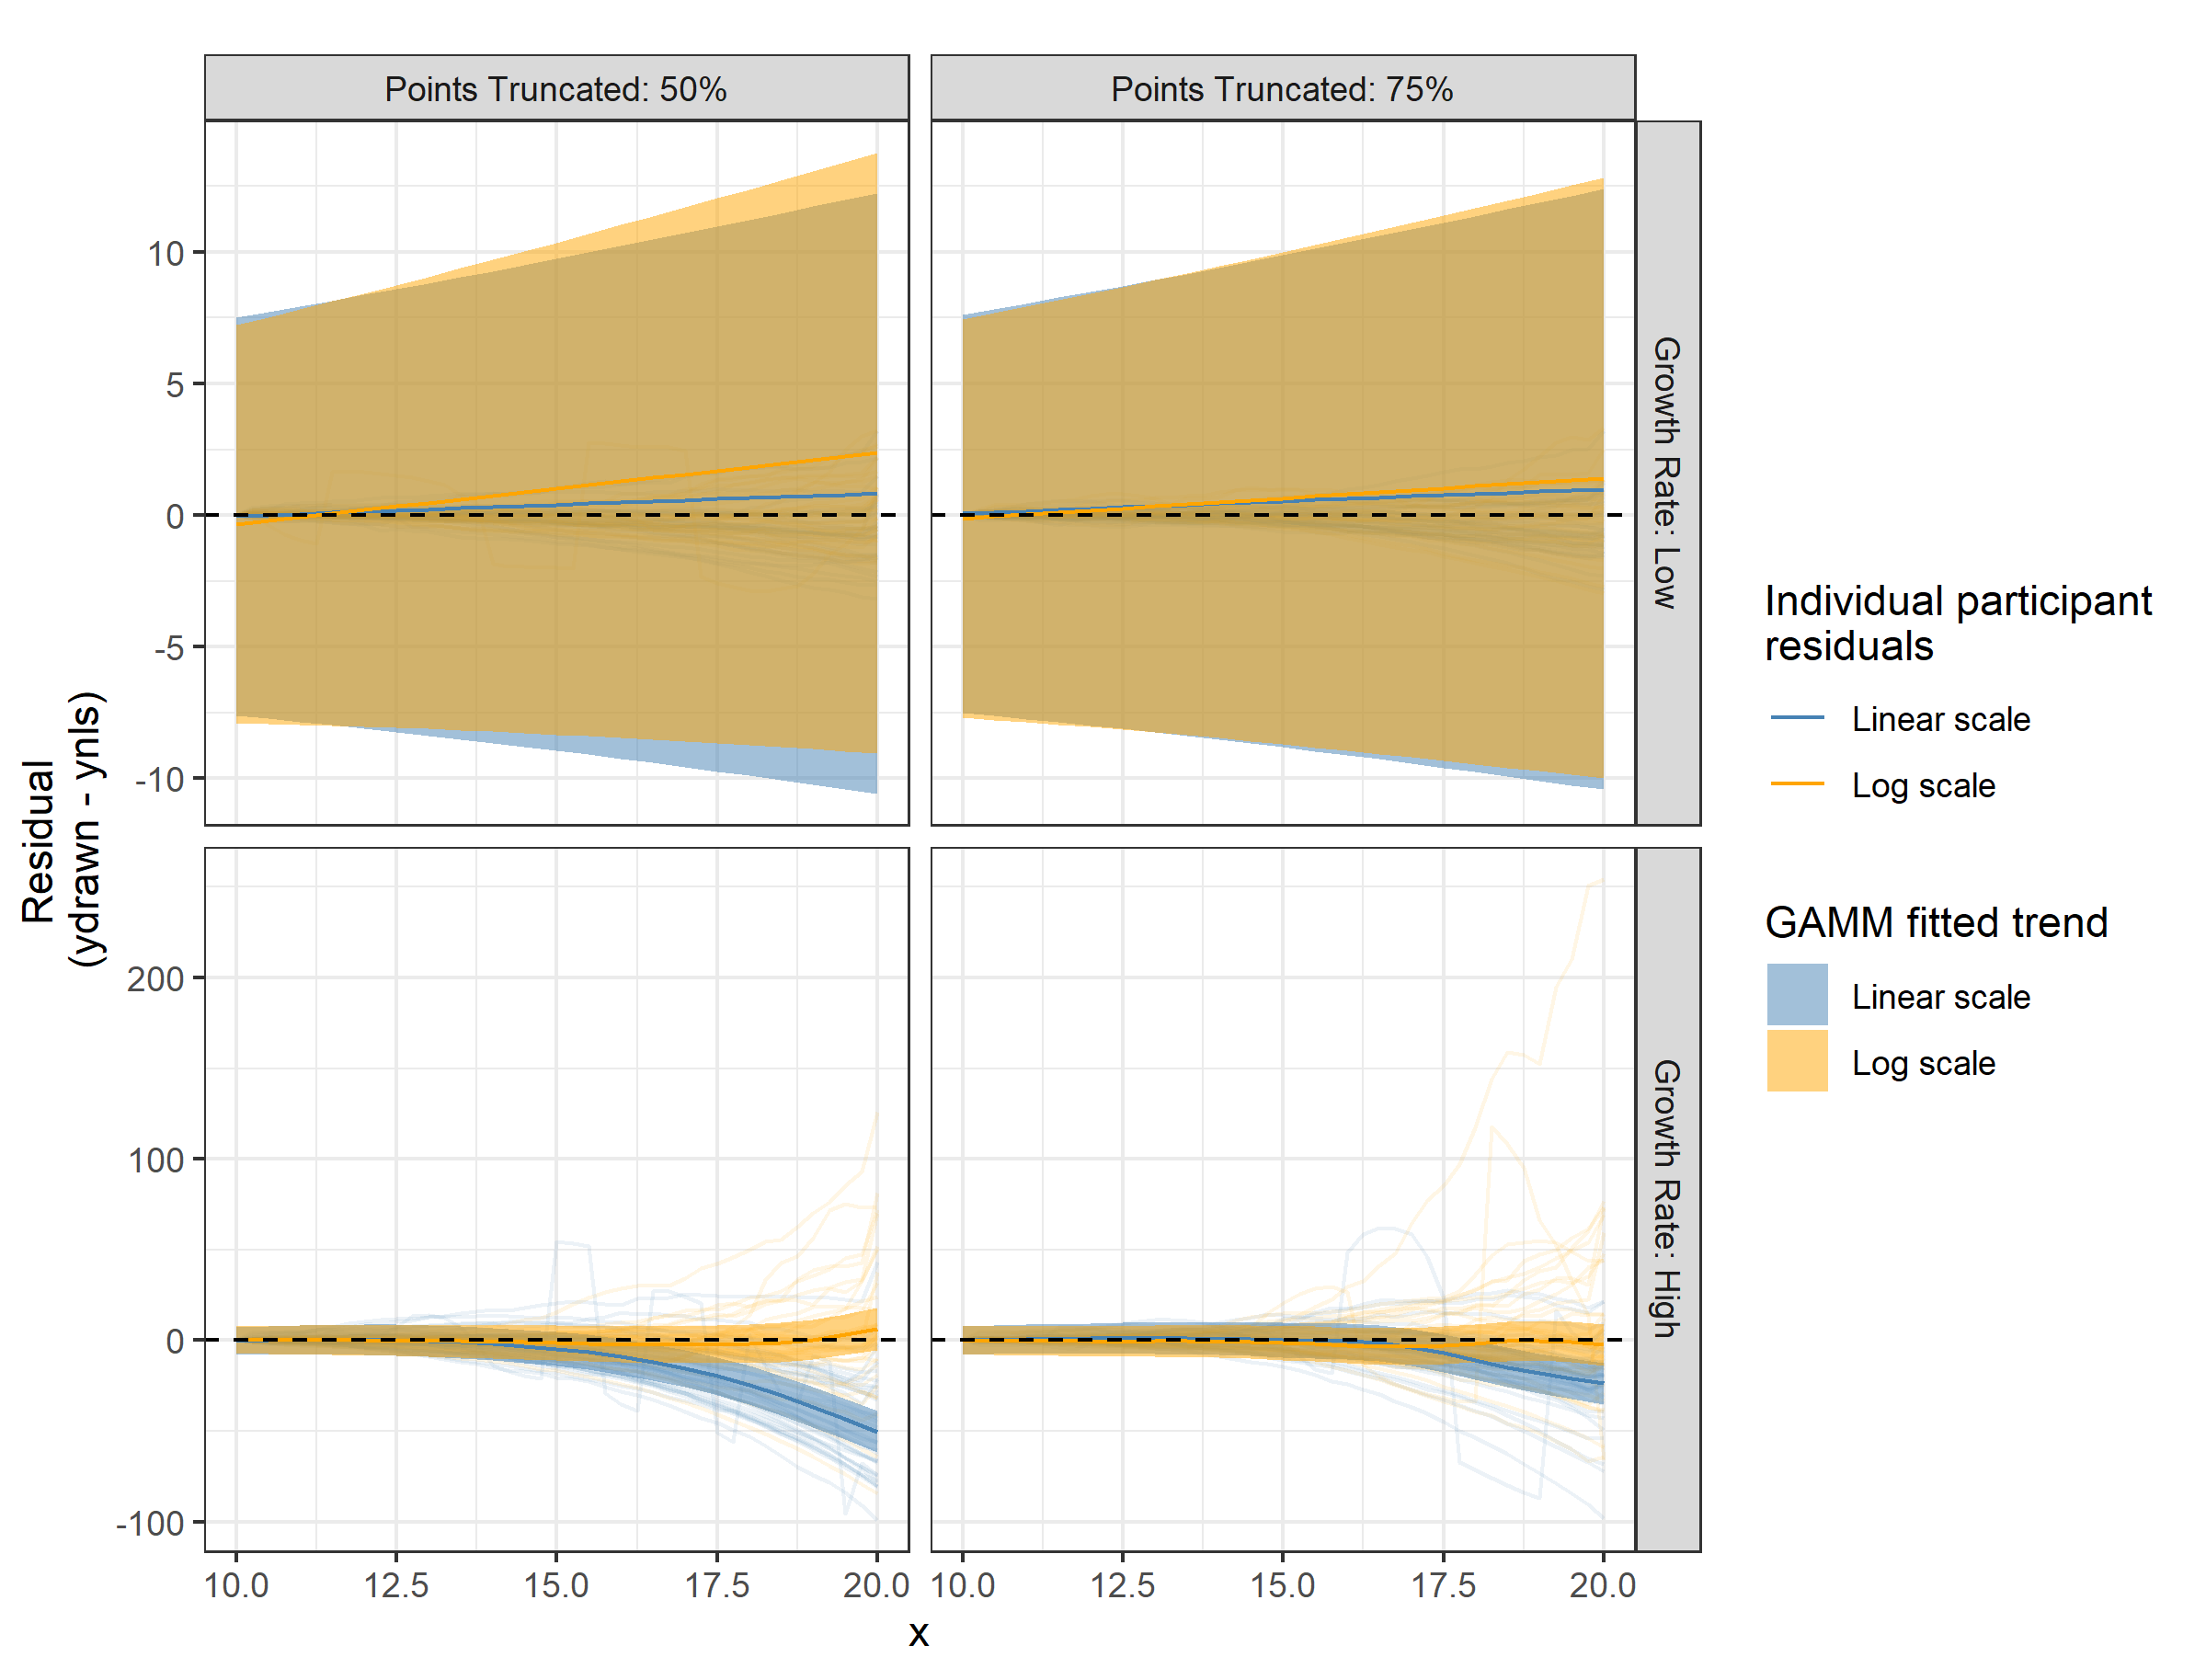 Points Truncated: 50%
Points Truncated: 75%
10
5
0
-5
-10
Growth Rate: Low
200
100
0
-100
Growth Rate: High
10.0 12.5 15.0 17.5 20.0
10.0 12.5 15.0 17.5 20.0
x
Residual
(ydrawn - ynls)
Individual participant
residuals
Linear scale
Log scale
GAMM fitted trend
Linear scale
Log scale